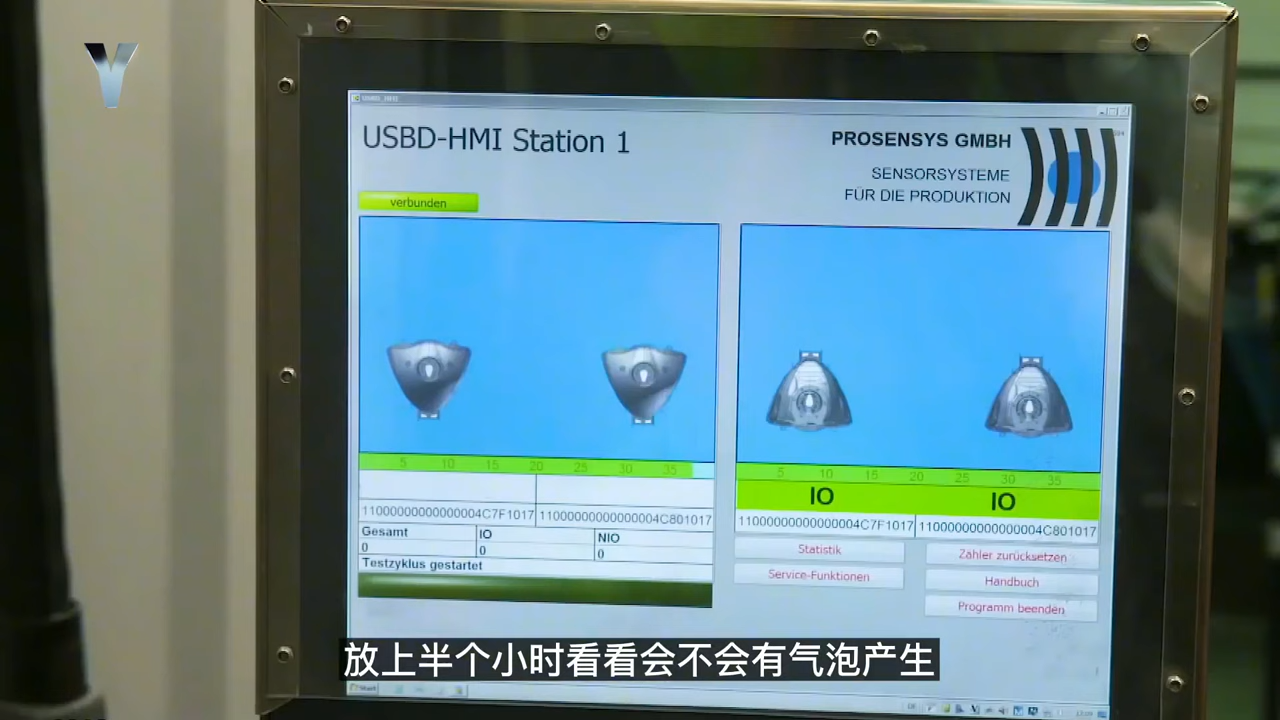 USBD-HMI Station 1
PROSENSYS GMBH
SENSORSYSTEME
FÜR DIE PRODUKTION
verbunden
5 10 15 20 25 30 35
5 10 15 20 25 30 35
IO IO
11000000000000004C7F1017 11000000000000004C801017
11000000000000004C7F1017 11000000000000004C801017
Gesamt IO NIO
0 0 0
Testzyklus gestartet
Statistik Zähler zurücksetzen
Service-Funktionen Handbuch
Programm beenden
放上半个小时看看会不会有气泡产生
Start